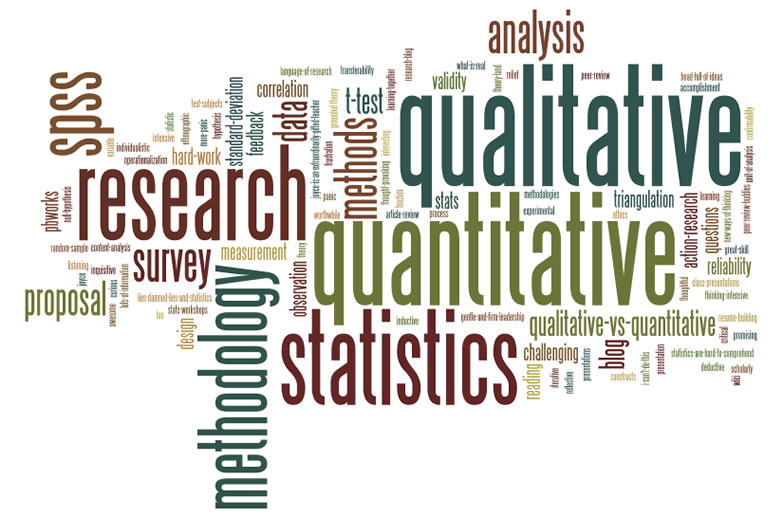 analysis
qualitative
spss
research
quantitative
statistics
methodology
methods
data
survey
proposal
t-test
correlation
validity
language-of-research
transferability
what-is-real
relief
peer-review
head-full-of-ideas
accomplishment
research-blog
learning-together
theory-land
confirmability
unit-of-analysis
peer-review-buddies
new-ways-of-thinking
test-subjects
standard-deviation
feedback
joyce-is-an-extraordinarily-gifted-teacher
grounded-theory
frustration
interesting
thought-provoking
statistic
ethnographic
more-panic
hypothesis
intensive
individualistic
operationalization
variable
hard-work
pbworks
null-hypothesis
random-sample
content-analysis
listening
joyce
inquisitive
awesome
curious
lots-of-information
lies-damned-lies-and-statistics
stats-workshops
fun
design
measurement
observation
theory
worthwhile
panic
article-review
process
stats
methodologies
experimental
ethics
triangulation
action-research
questions
learning
great-skill
reliability
thoughtful
class-presentations
thinking-intensive
inductive
gentle-and-firm-leadership
qualitative-vs-quantitative
resume-building
critical
promising
challenging
reading
iterative
reflective
presentations
blog
constructs
i-can't-do-this
presentation
statistics-are-hard-to-comprehend
deductive
wiki
scholarly